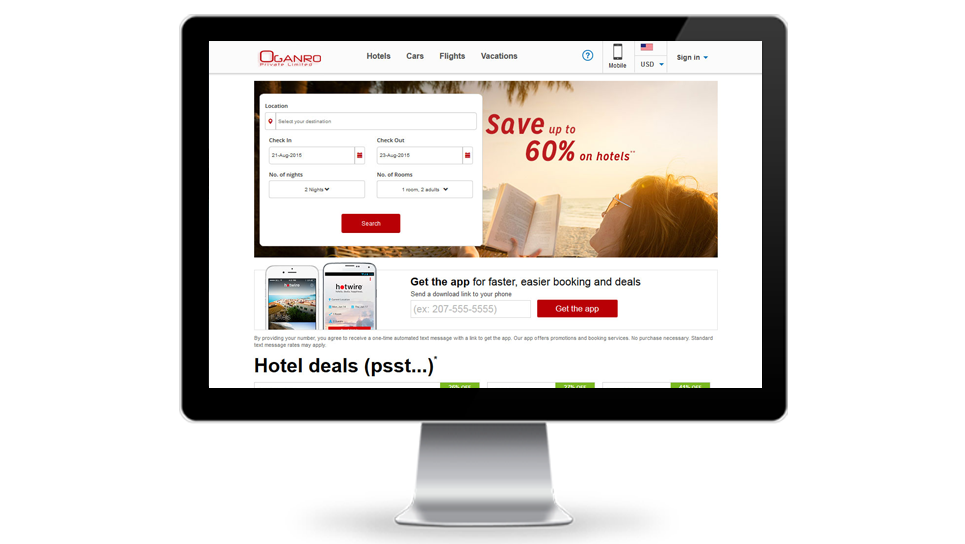 OGANRO
Private Limited
Hotels Cars Flights Vacations
?
Mobile
USD
Sign in
Location
Select your destination
Check In Check Out
21-Aug-2015 23-Aug-2015
No. of nights No. of Rooms
2 Nights 1 room, 2 adults
Search
Save up to
60% on hotels**
hotwire
hotwire
Get the app for faster, easier booking and deals
Send a download link to your phone
(ex: 207-555-5555) Get the app
By providing your number, you agree to receive a one-time automated text message with a link to get the app. Our app offers promotions and booking services. No purchase necessary. Standard
text message rates may apply.
Hotel deals (psst...)*